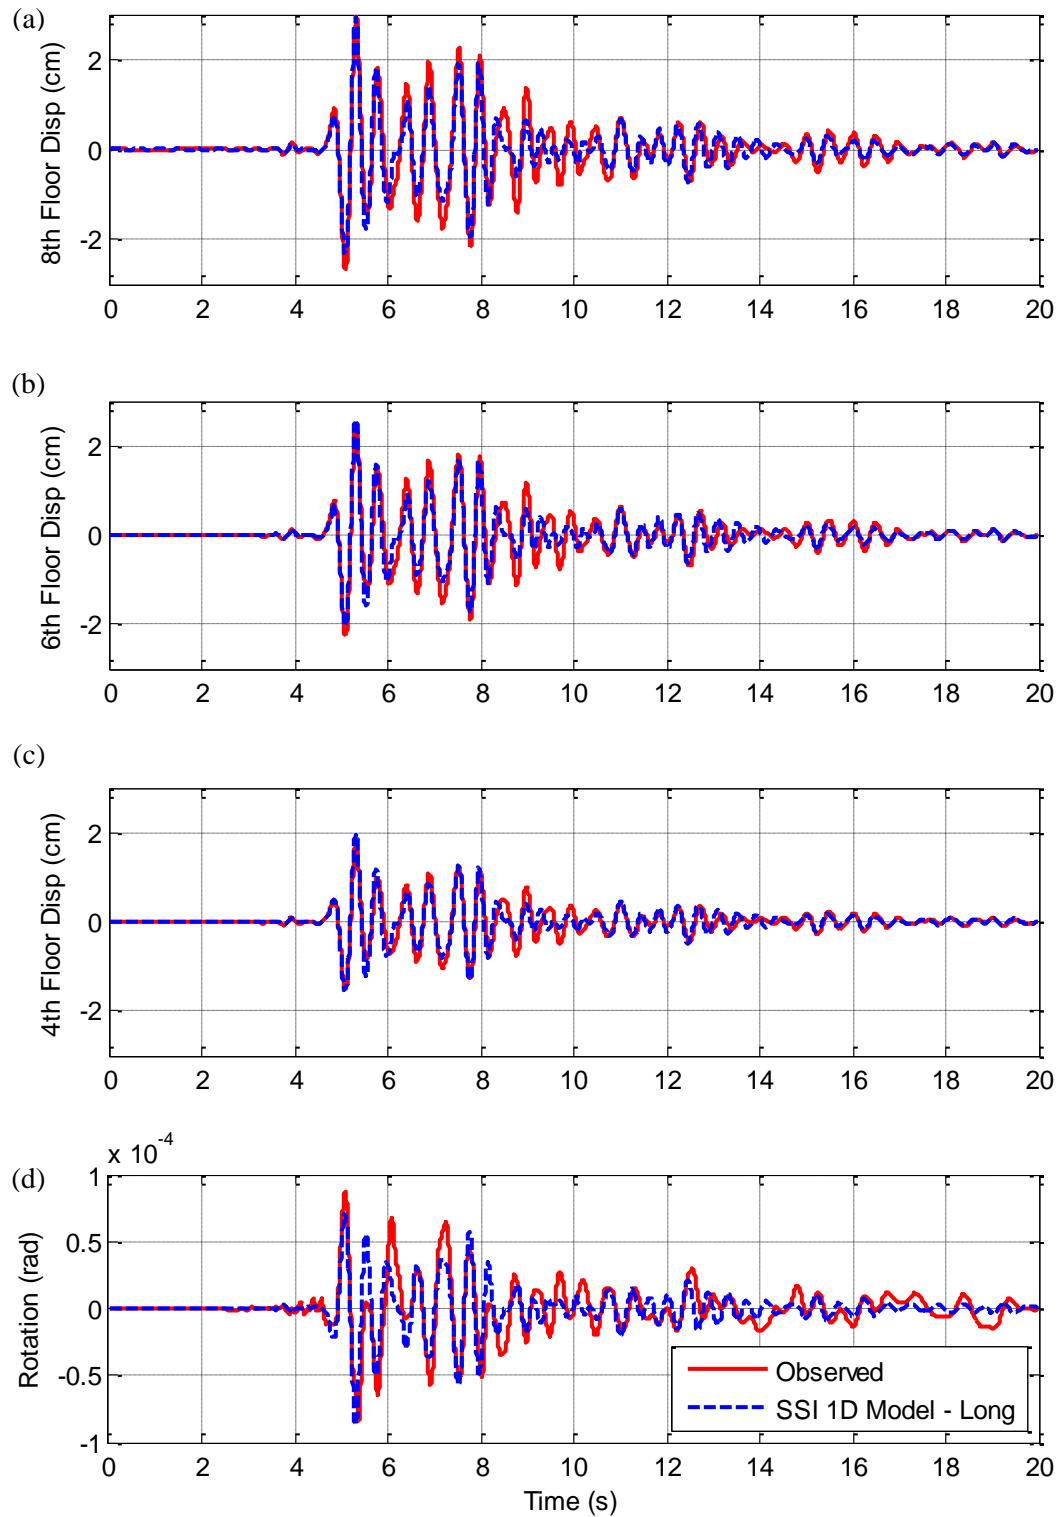 (a)
8th Floor Disp (cm)
2
0
-2
0 2 4 6 8 10 12 14 16 18 20
(b)
6th Floor Disp (cm)
2
0
-2
0 2 4 6 8 10 12 14 16 18 20
(c)
4th Floor Disp (cm)
2
0
-2
0 2 4 6 8 10 12 14 16 18 20
x 10-4
(d)
Rotation (rad)
1
0.5
0
-0.5
-1
Observed
SSI 1D Model - Long
0 2 4 6 8 10 12 14 16 18 20
Time (s)